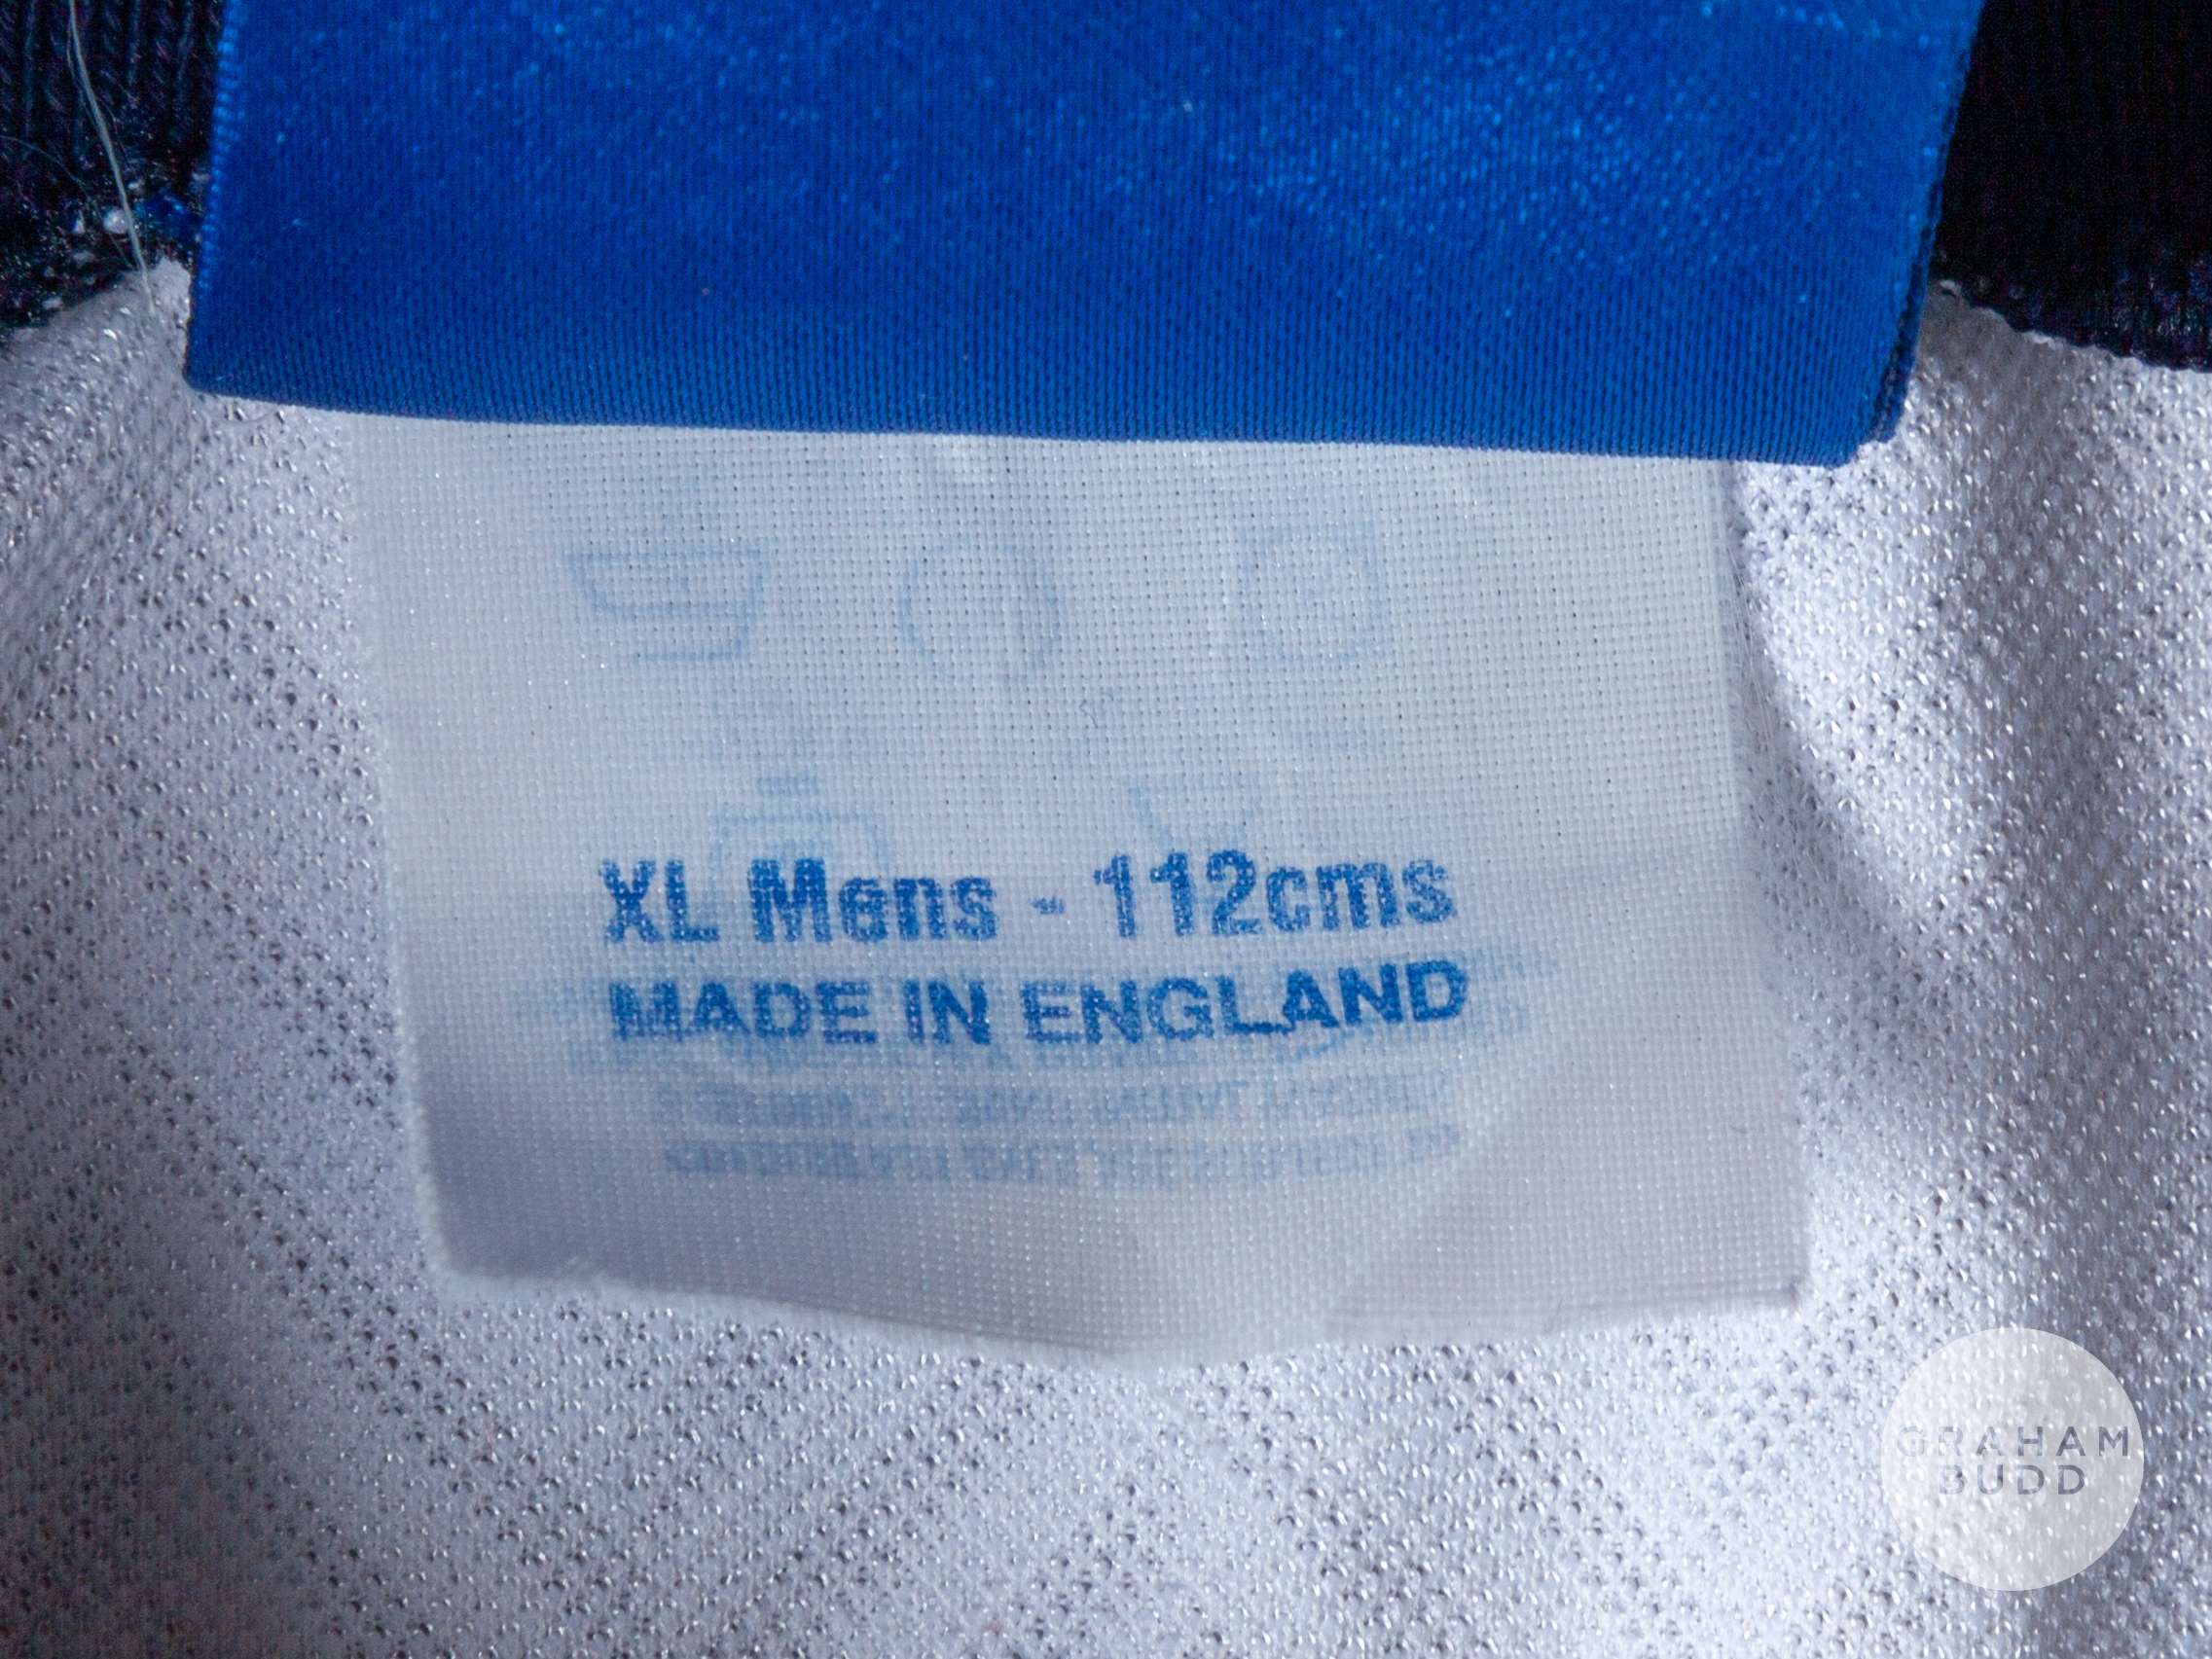 XL Mens - 112cms
MADE IN ENGLAND
GRAHAM
BUDD